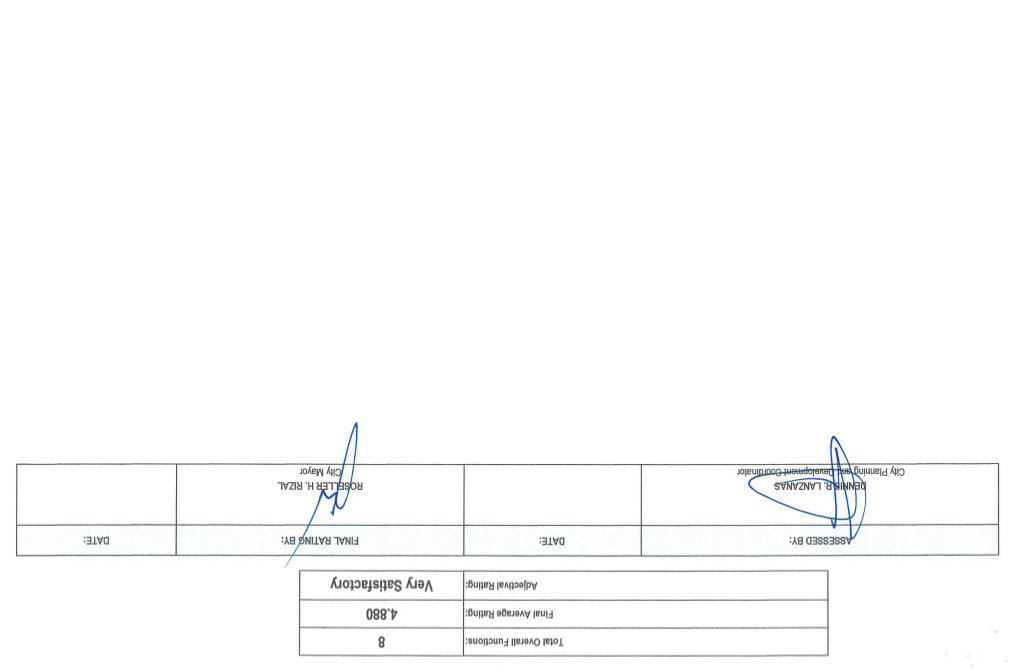 Total Overall Functions: 8
Final Average Rating: 4.880
Adjectival Rating: Very Satisfactory
ASSESSED BY: DATE: FINAL RATING BY: DATE:
DENNIS R. LANZANAS ROSELLER H. RIZAL
City Planning and Development Coordinator City Mayor